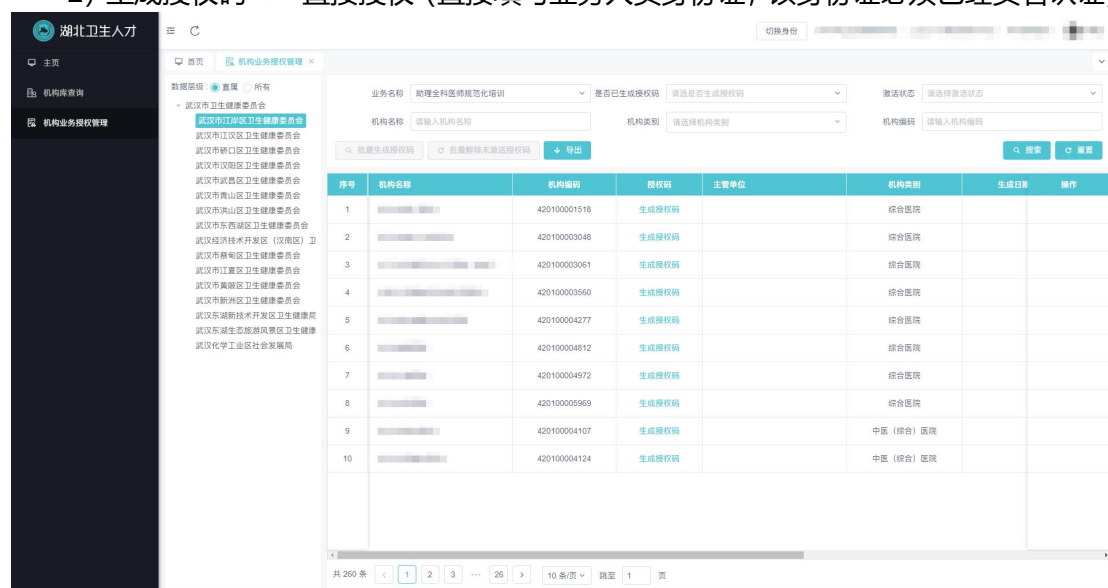 湖北卫生人才
切换身份
主页
机构库查询
机构业务授权管理
首页
机构业务授权管理 ×
数据层级: 直属 所有
武汉市卫生健康委员会
武汉市江岸区卫生健康委员会
武汉市江汉区卫生健康委员会
武汉市硚口区卫生健康委员会
武汉市汉阳区卫生健康委员会
武汉市武昌区卫生健康委员会
武汉市青山区卫生健康委员会
武汉市洪山区卫生健康委员会
武汉市东西湖区卫生健康委员会
武汉经济技术开发区（汉南区）卫
武汉市蔡甸区卫生健康委员会
武汉市江夏区卫生健康委员会
武汉市黄陂区卫生健康委员会
武汉市新洲区卫生健康委员会
武汉东湖新技术开发区卫生健康局
武汉东湖生态旅游风景区卫生健康
武汉化学工业区社会发展局
业务名称 助理全科医师规范化培训 是否已生成授权码 请选是否生成授权码 激活状态 请选择激活状态
机构名称 请输入机构名称 机构类别 请选择机构类别 机构编码 请输入机构编码
批量生成授权码 批量解除未激活授权码 导出 搜索 重置
序号 机构名称 机构编码 授权码 主管单位 机构类别 生成日期 操作
1 420100001518 生成授权码 综合医院
2 420100003048 生成授权码 综合医院
3 420100003061 生成授权码 综合医院
4 420100003560 生成授权码 综合医院
5 420100004277 生成授权码 综合医院
6 420100004812 生成授权码 综合医院
7 420100004972 生成授权码 综合医院
8 420100005969 生成授权码 综合医院
9 420100004107 生成授权码 中医（综合）医院
10 420100004124 生成授权码 中医（综合）医院
共 260 条 < 1 2 3 ··· 26 > 10 条/页 跳至 1 页